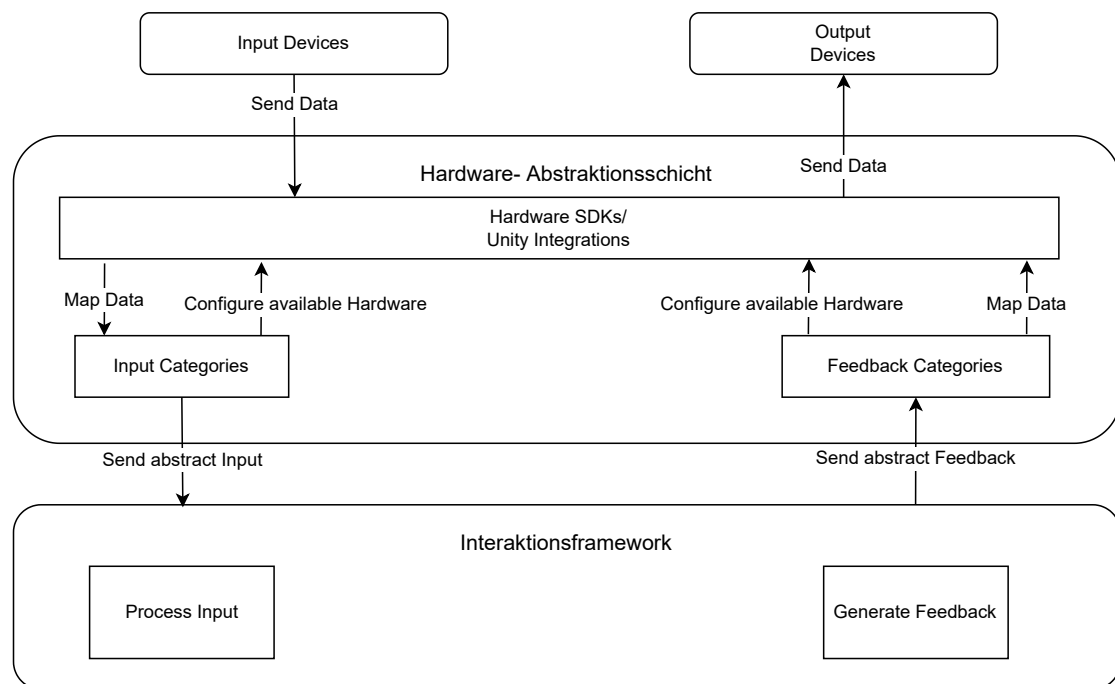 Input Devices
Output
Devices
Send Data
Send Data
Hardware- Abstraktionsschicht
Hardware SDKs/
Unity Integrations
Map Data
Configure available Hardware
Configure available Hardware
Map Data
Input Categories
Feedback Categories
Send abstract Input
Send abstract Feedback
Interaktionsframework
Process Input
Generate Feedback